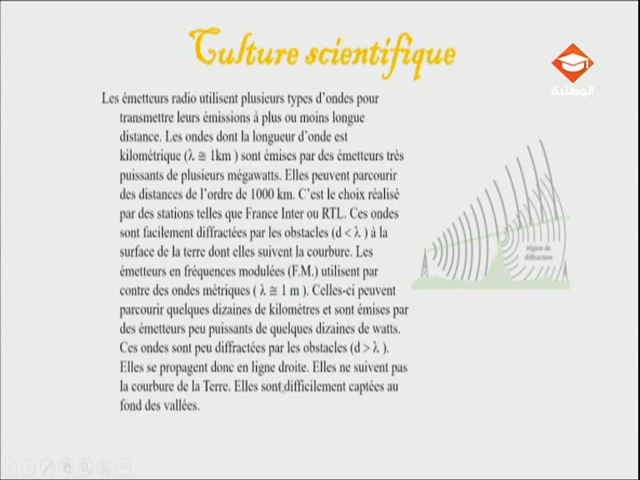 Culture scientifique
الوطنية
Les émetteurs radio utilisent plusieurs types d'ondes pour
transmettre leurs émissions à plus ou moins longue
distance. Les ondes dont la longueur d'onde est
kilométrique (λ ≅ 1km ) sont émises par des émetteurs très
puissants de plusieurs mégawatts. Elles peuvent parcourir
des distances de l'ordre de 1000 km. C'est le choix réalisé
par des stations telles que France Inter ou RTL. Ces ondes
sont facilement diffractées par les obstacles (d < λ ) à la
surface de la terre dont elles suivent la courbure. Les
émetteurs en fréquences modulées (F.M.) utilisent par
contre des ondes métriques ( λ ≅ 1 m ). Celles-ci peuvent
parcourir quelques dizaines de kilomètres et sont émises par
des émetteurs peu puissants de quelques dizaines de watts.
Ces ondes sont peu diffractées par les obstacles (d > λ ).
Elles se propagent donc en ligne droite. Elles ne suivent pas
la courbure de la Terre. Elles sont difficilement captées au
fond des vallées.
région de
diffraction